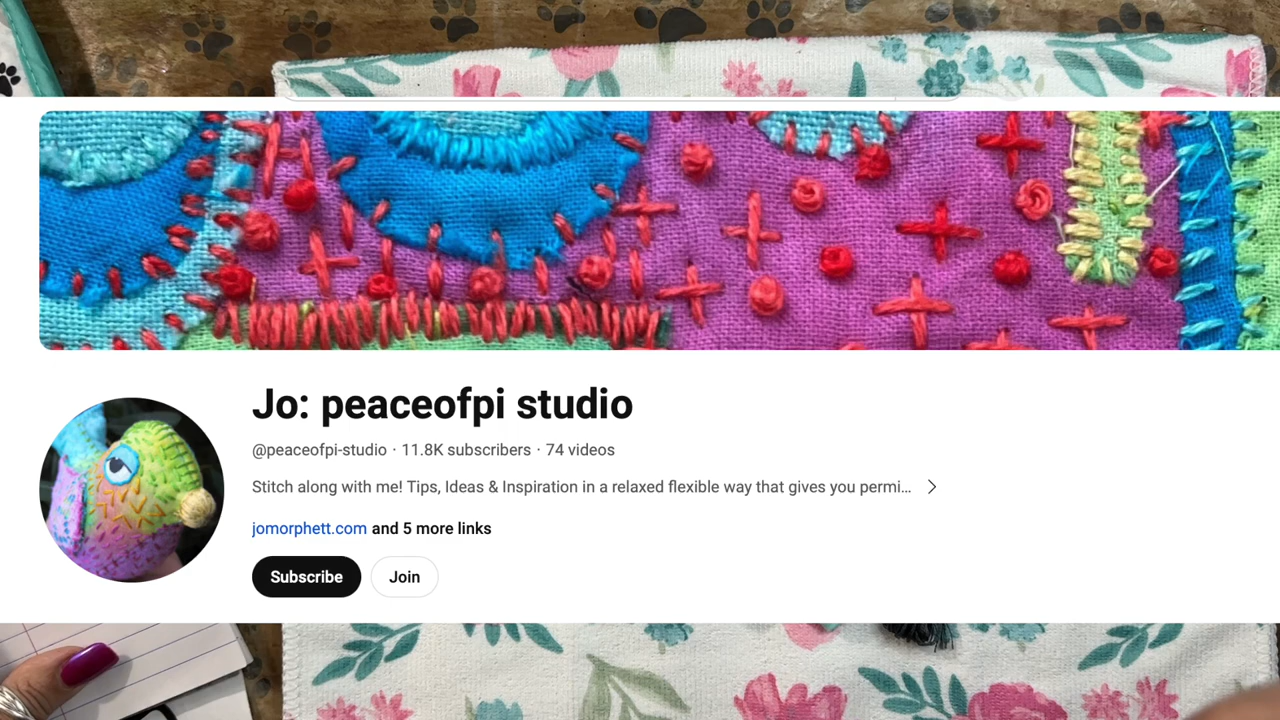 Jo: peaceofpi studio
@peaceofpi-studio · 11.8K subscribers · 74 videos
Stitch along with me! Tips, Ideas & Inspiration in a relaxed flexible way that gives you permi...
jomorphett.com and 5 more links
Subscribe Join